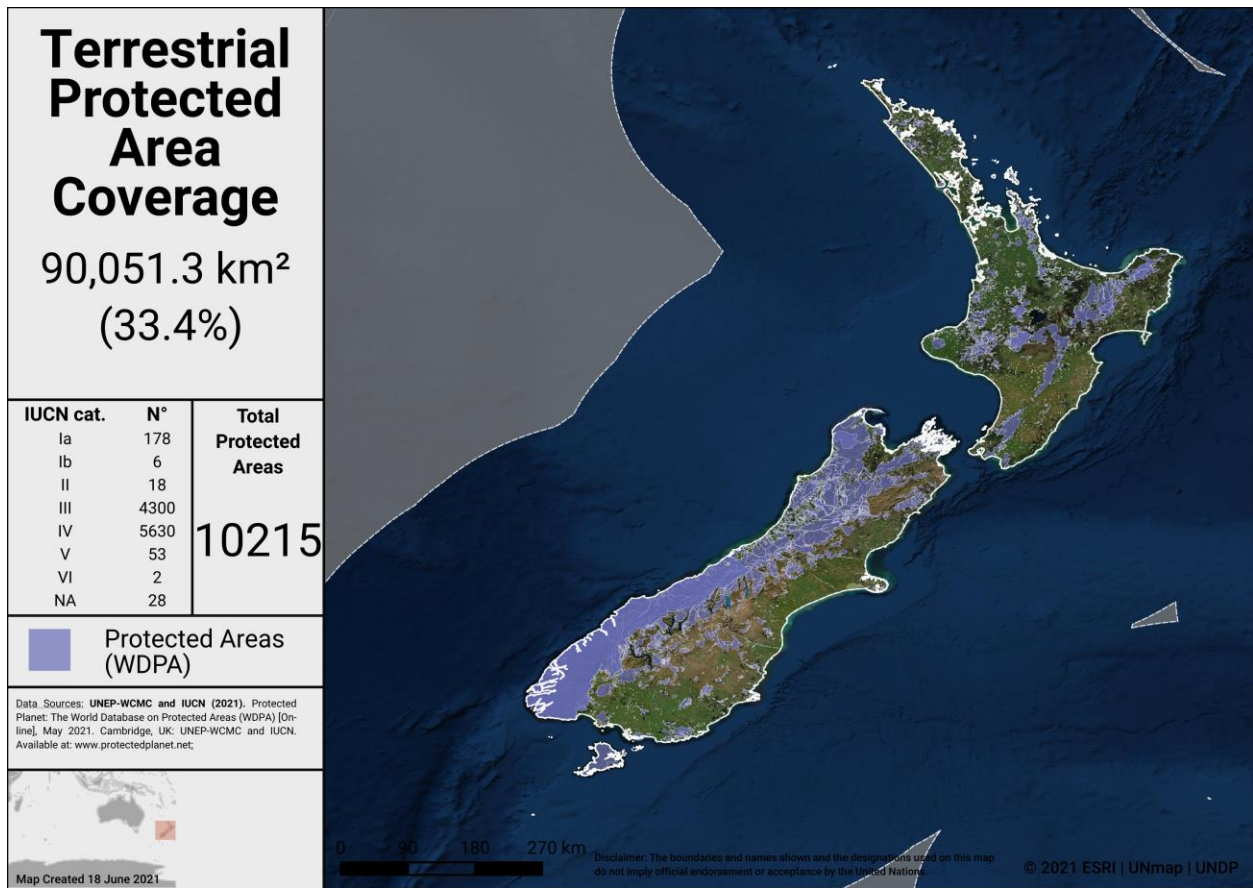 Terrestrial
Protected
Area
Coverage
90,051.3 km²
(33.4%)
IUCN cat. N°
Ia 178
Ib 6
II 18
III 4300
IV 5630
V 53
VI 2
NA 28
Total
Protected
Areas
10215
Protected Areas
(WDPA)
Data Sources: UNEP-WCMC and IUCN (2021). Protected
Planet: The World Database on Protected Areas (WDPA) [On-
line], May 2021. Cambridge, UK: UNEP-WCMC and IUCN.
Available at: www.protectedplanet.net;
Map Created 18 June 2021
0 90 180 270 km
Disclaimer: The boundaries and names shown and the designations used on this map
do not imply official endorsement or acceptance by the United Nations.
© 2021 ESRI | UNmap | UNDP